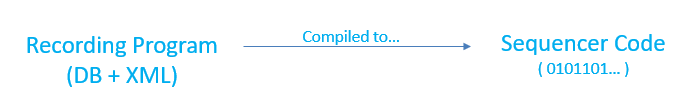 Recording Program
(DB + XML)
Compiled to...
Sequencer Code
( 0101101... )